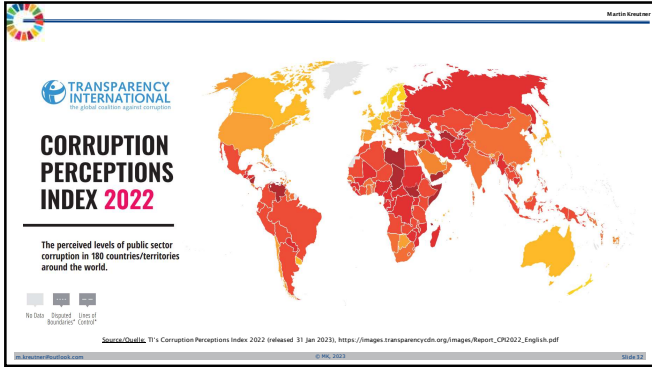 Martin Kreutner
TRANSPARENCY
INTERNATIONAL
the global coalition against corruption
CORRUPTION
PERCEPTIONS
INDEX 2022
The perceived levels of public sector
corruption in 180 countries/territories
around the world.
No Data
Disputed
Boundaries*
Lines of
Control*
Source/Quelle: TI's Corruption Perceptions Index 2022 (released 31 Jan 2023), https://images.transparencycdn.org/images/Report_CPI2022_English.pdf
m.kreutner@outlook.com
© MK, 2023
Slide 32